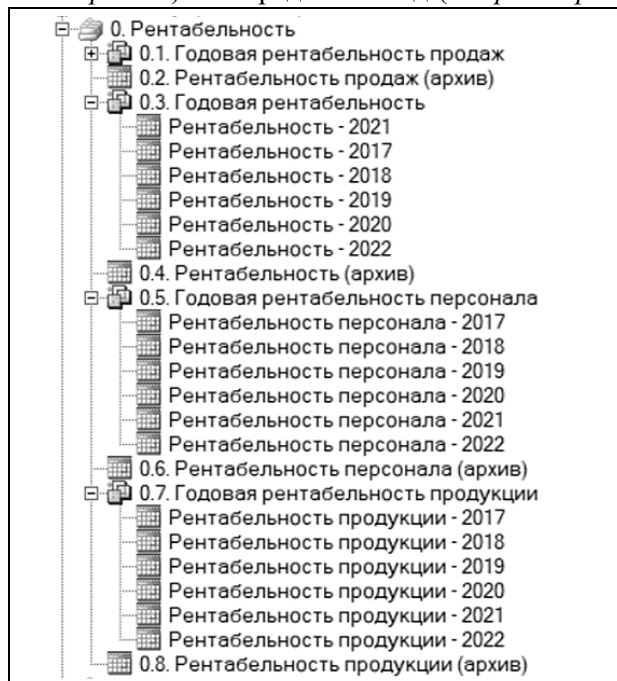 0. Рентабельность
0.1. Годовая рентабельность продаж
0.2. Рентабельность продаж (архив)
0.3. Годовая рентабельность
Рентабельность - 2021
Рентабельность - 2017
Рентабельность - 2018
Рентабельность - 2019
Рентабельность - 2020
Рентабельность - 2022
0.4. Рентабельность (архив)
0.5. Годовая рентабельность персонала
Рентабельность персонала - 2017
Рентабельность персонала - 2018
Рентабельность персонала - 2019
Рентабельность персонала - 2020
Рентабельность персонала - 2021
Рентабельность персонала - 2022
0.6. Рентабельность персонала (архив)
0.7. Годовая рентабельность продукции
Рентабельность продукции - 2017
Рентабельность продукции - 2018
Рентабельность продукции - 2019
Рентабельность продукции - 2020
Рентабельность продукции - 2021
Рентабельность продукции - 2022
0.8. Рентабельность продукции (архив)